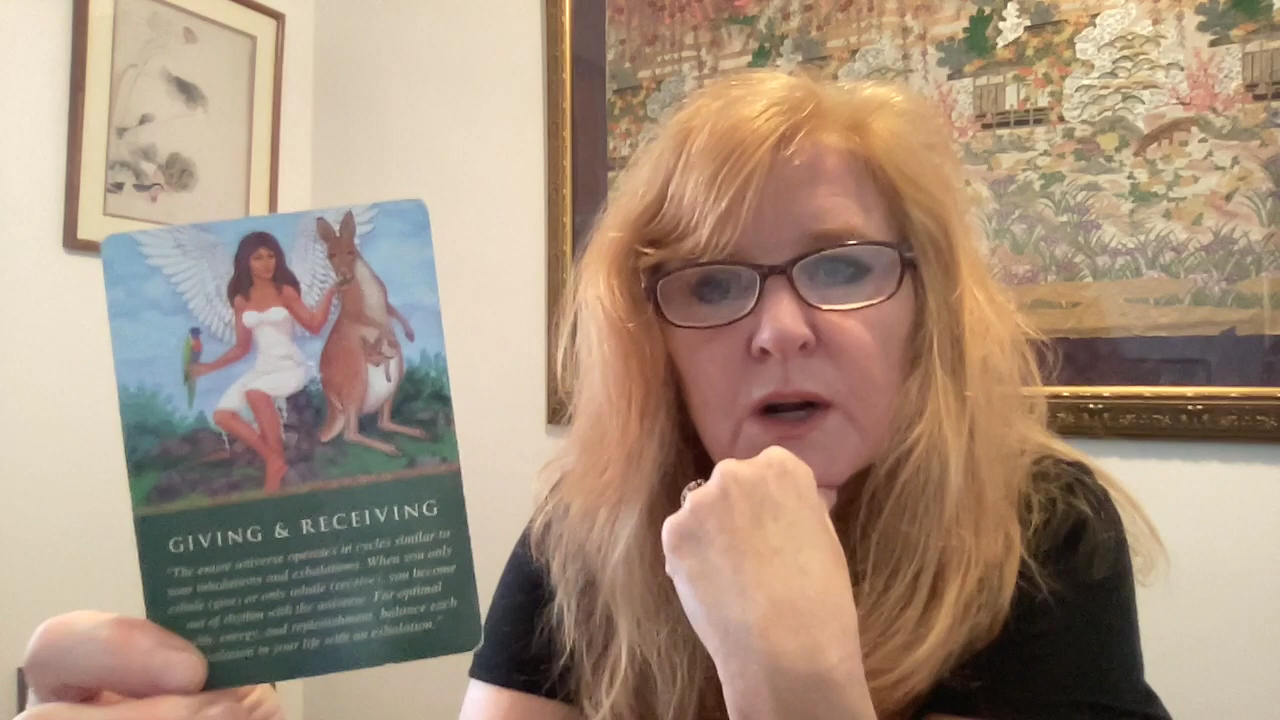 GIVING & RECEIVING
"The entire universe operates in cycles similar to
your inhalations and exhalations. When you only
exhale (give) or only inhale (receive), you become
out of rhythm with the universe. For optimal
health, energy, and replenishment, balance each
inhalation in your life with an exhalation."